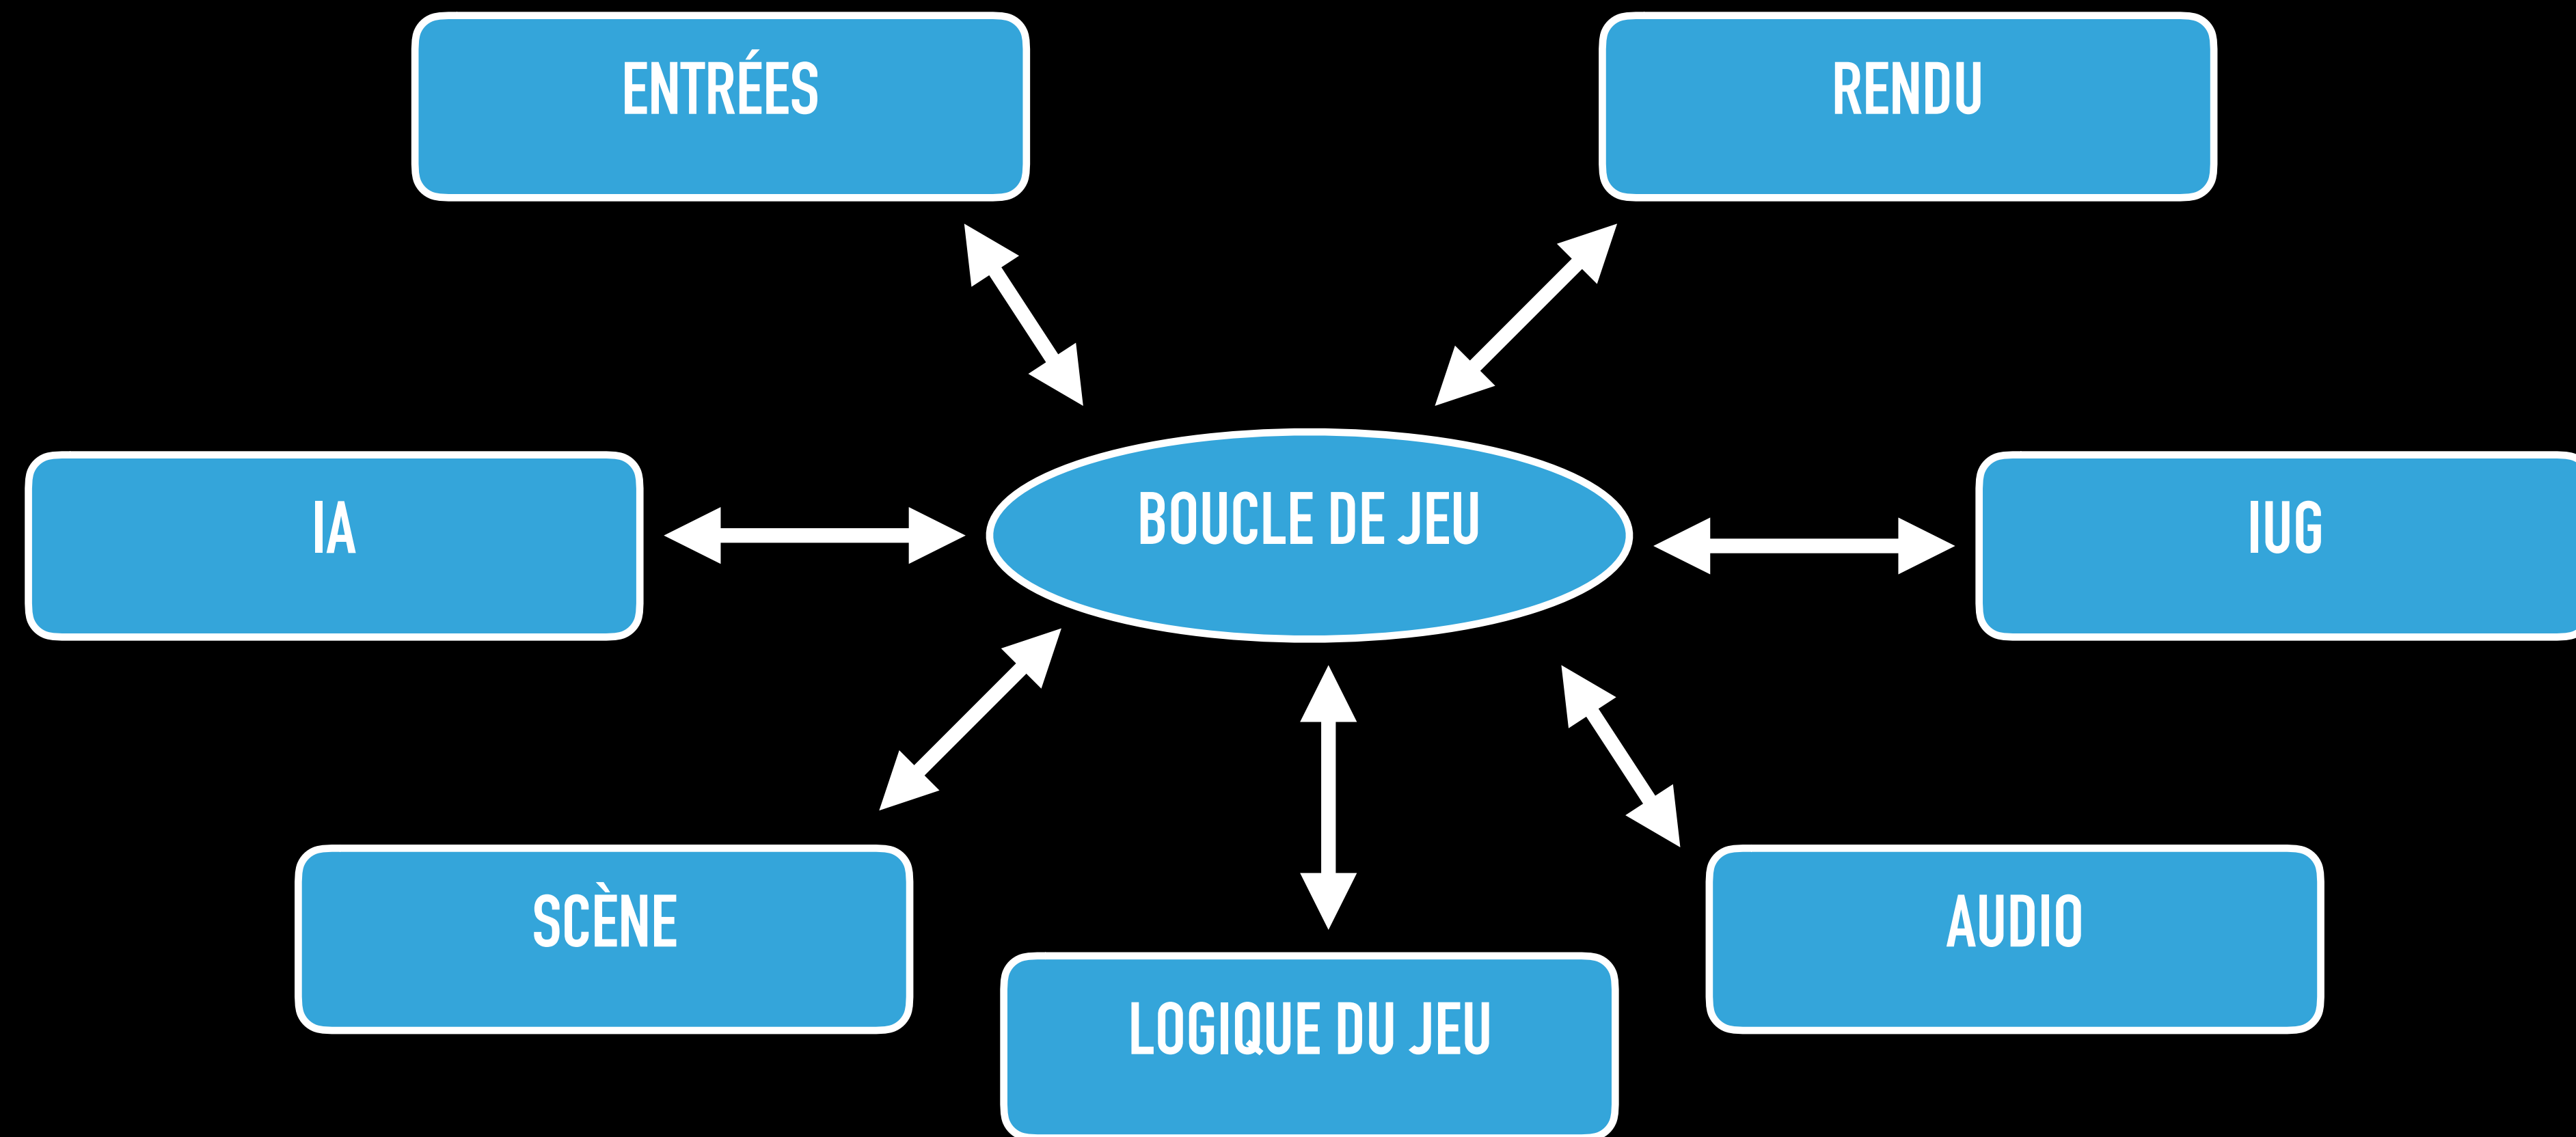 ENTRÉES
RENDU
IA
BOUCLE DE JEU
IUG
SCÈNE
LOGIQUE DU JEU
AUDIO